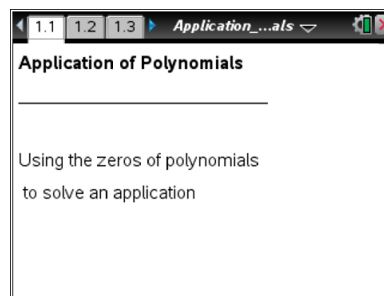 1.1 1.2 1.3 Application_...als
Application of Polynomials
Using the zeros of polynomials
to solve an application